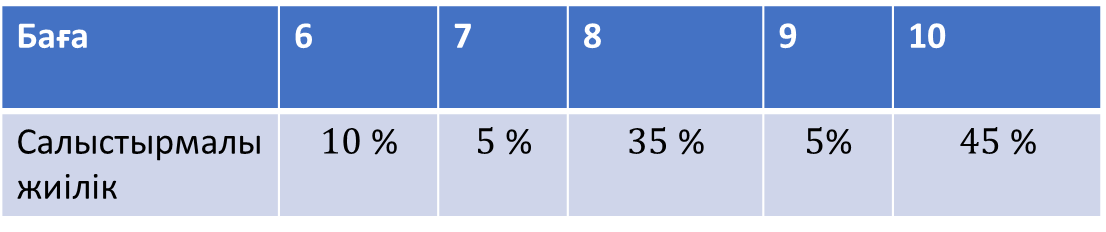 Баға 6 7 8 9 10
Салыстырмалы 10 % 5 % 35 % 5% 45 %
жиілік